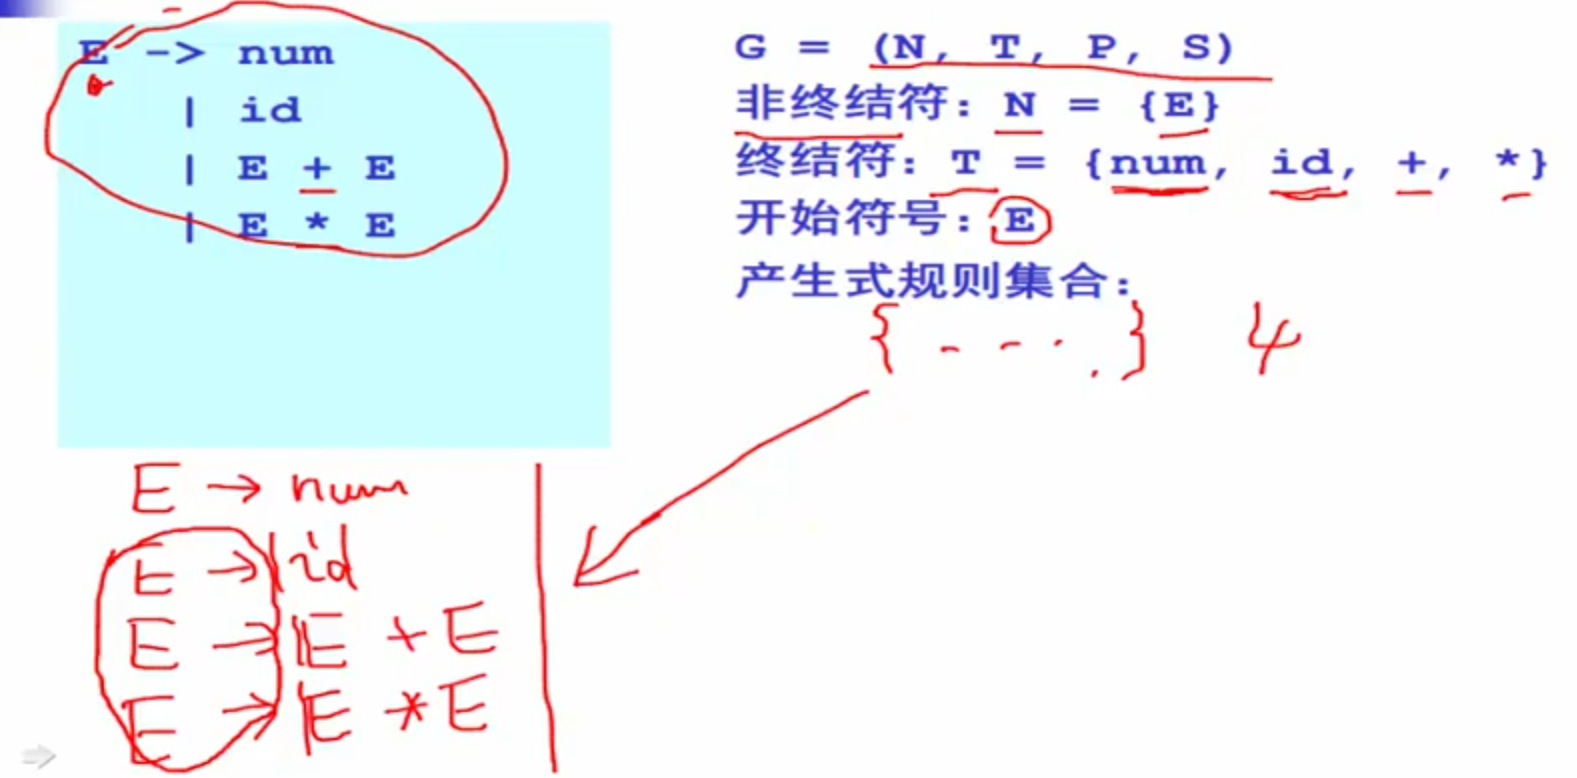 E -> num
| id
| E + E
| E * E
G = (N, T, P, S)
非终结符: N = {E}
终结符: T = {num, id, +, *}
开始符号: E
产生式规则集合:
{ - - - . . }
E → num
E → | id
E → | E + E
E → | E * E